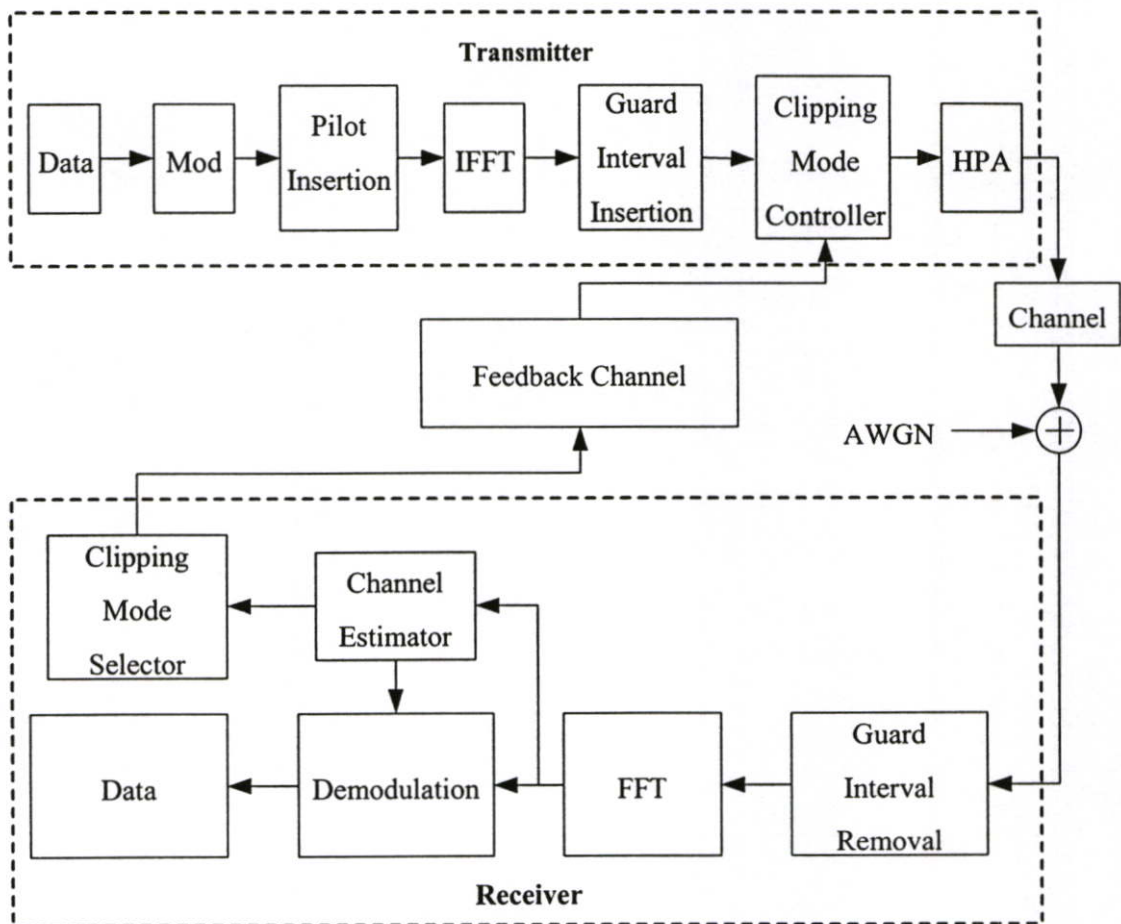 Transmitter
Data
Mod
Pilot
Insertion
IFFT
Guard
Interval
Insertion
Clipping
Mode
Controller
HPA
Channel
Feedback Channel
AWGN
Clipping
Mode
Selector
Channel
Estimator
Data
Demodulation
FFT
Guard
Interval
Removal
Receiver